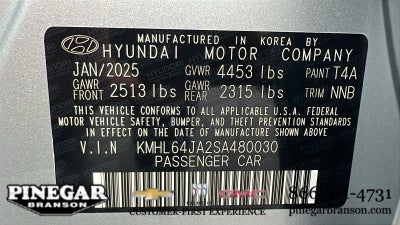 MANUFACTURED IN KOREA BY
HYUNDAI MOTOR COMPANY
JAN/2025 GVWR 4453 lbs PAINT T4A
GAWR FRONT 2513 lbs GAWR REAR 2315 lbs TRIM NNB
THIS VEHICLE CONFORMS TO ALL APPLICABLE U.S.A. FEDERAL
MOTOR VEHICLE SAFETY, BUMPER, AND THEFT PREVENTION
STANDARDS IN EFFECT ON THE DATE OF MANUFACTURE
SHOWN ABOVE.
V.I.N KMHL64JA2SA480030
PASSENGER CAR
PINEGAR
BRANSON
CUSTOMER-FIRST EXPERIENCE
-4731
pinegarbranson.com